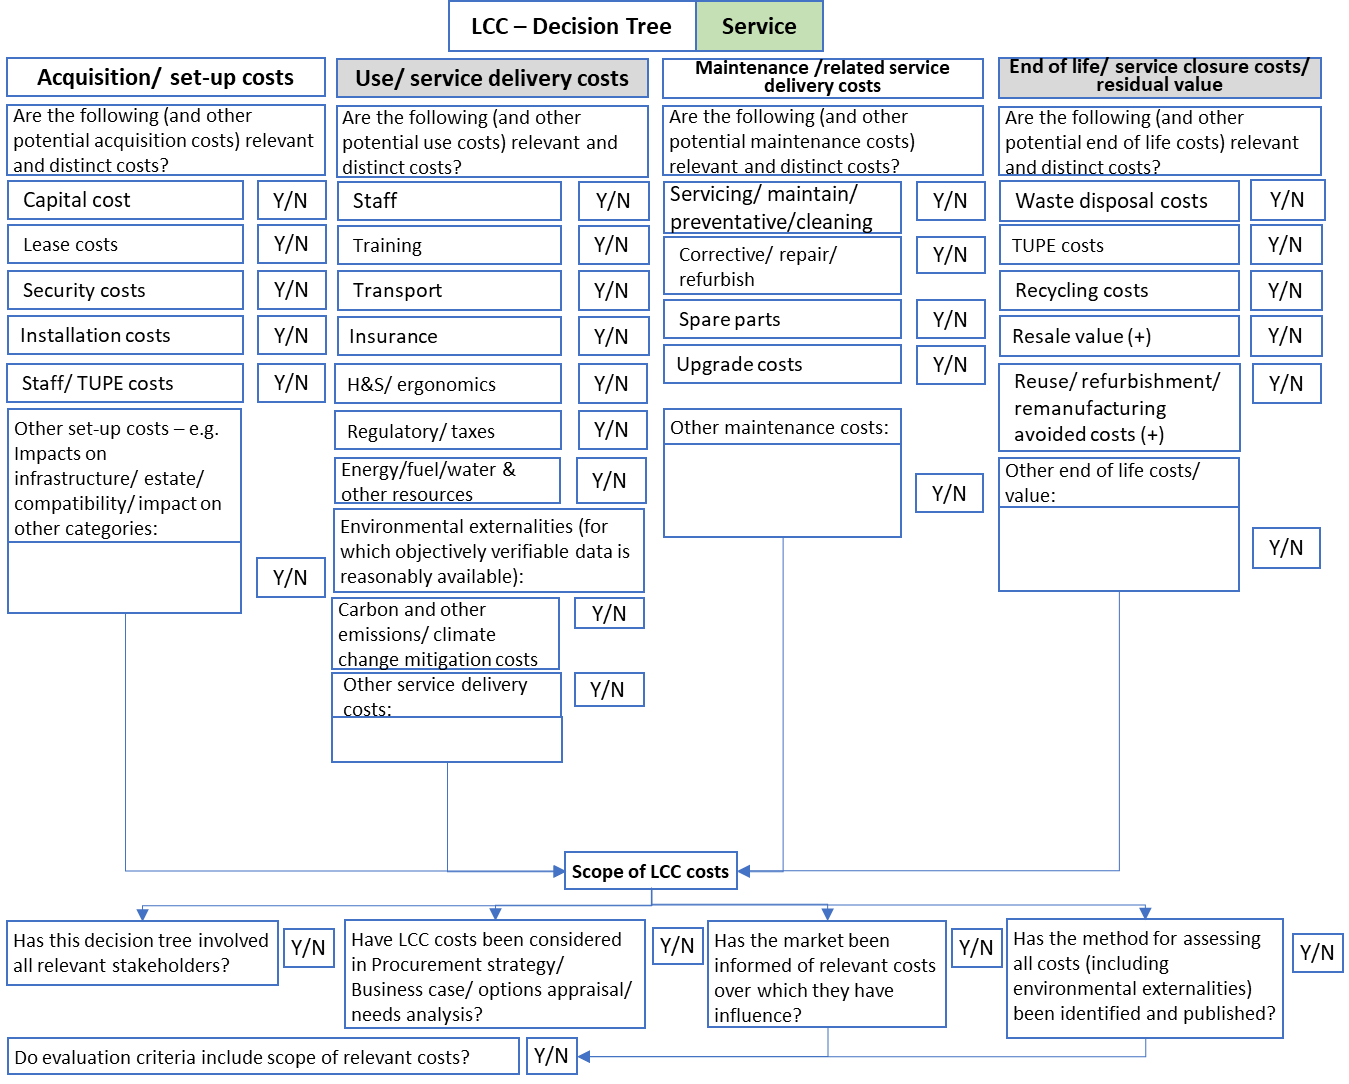 LCC – Decision Tree
Service
Acquisition/ set-up costs
Are the following (and other
potential acquisition costs) relevant
and distinct costs?
Capital cost
Y/N
Lease costs
Y/N
Security costs
Y/N
Installation costs
Y/N
Staff/ TUPE costs
Y/N
Other set-up costs – e.g.
Impacts on
infrastructure/ estate/
compatibility/ impact on
other categories:
Y/N
Use/ service delivery costs
Are the following (and other
potential use costs) relevant and
distinct costs?
Staff
Y/N
Training
Y/N
Transport
Y/N
Insurance
Y/N
H&S/ ergonomics
Y/N
Regulatory/ taxes
Y/N
Energy/fuel/water &
other resources
Y/N
Environmental externalities (for
which objectively verifiable data is
reasonably available):
Carbon and other
emissions/ climate
change mitigation costs
Y/N
Other service delivery
costs:
Y/N
Maintenance /related service
delivery costs
Are the following (and other
potential maintenance costs)
relevant and distinct costs?
Servicing/ maintain/
preventative/cleaning
Y/N
Corrective/ repair/
refurbish
Y/N
Spare parts
Y/N
Upgrade costs
Y/N
Other maintenance costs:
Y/N
End of life/ service closure costs/
residual value
Are the following (and other
potential end of life costs) relevant
and distinct costs?
Waste disposal costs
Y/N
TUPE costs
Y/N
Recycling costs
Y/N
Resale value (+)
Y/N
Reuse/ refurbishment/
remanufacturing
avoided costs (+)
Y/N
Other end of life costs/
value:
Y/N
Scope of LCC costs
Has this decision tree involved
all relevant stakeholders?
Y/N
Have LCC costs been considered
in Procurement strategy/
Business case/ options appraisal/
needs analysis?
Y/N
Has the market been
informed of relevant costs
over which they have
influence?
Y/N
Has the method for assessing
all costs (including
environmental externalities)
been identified and published?
Y/N
Do evaluation criteria include scope of relevant costs?
Y/N